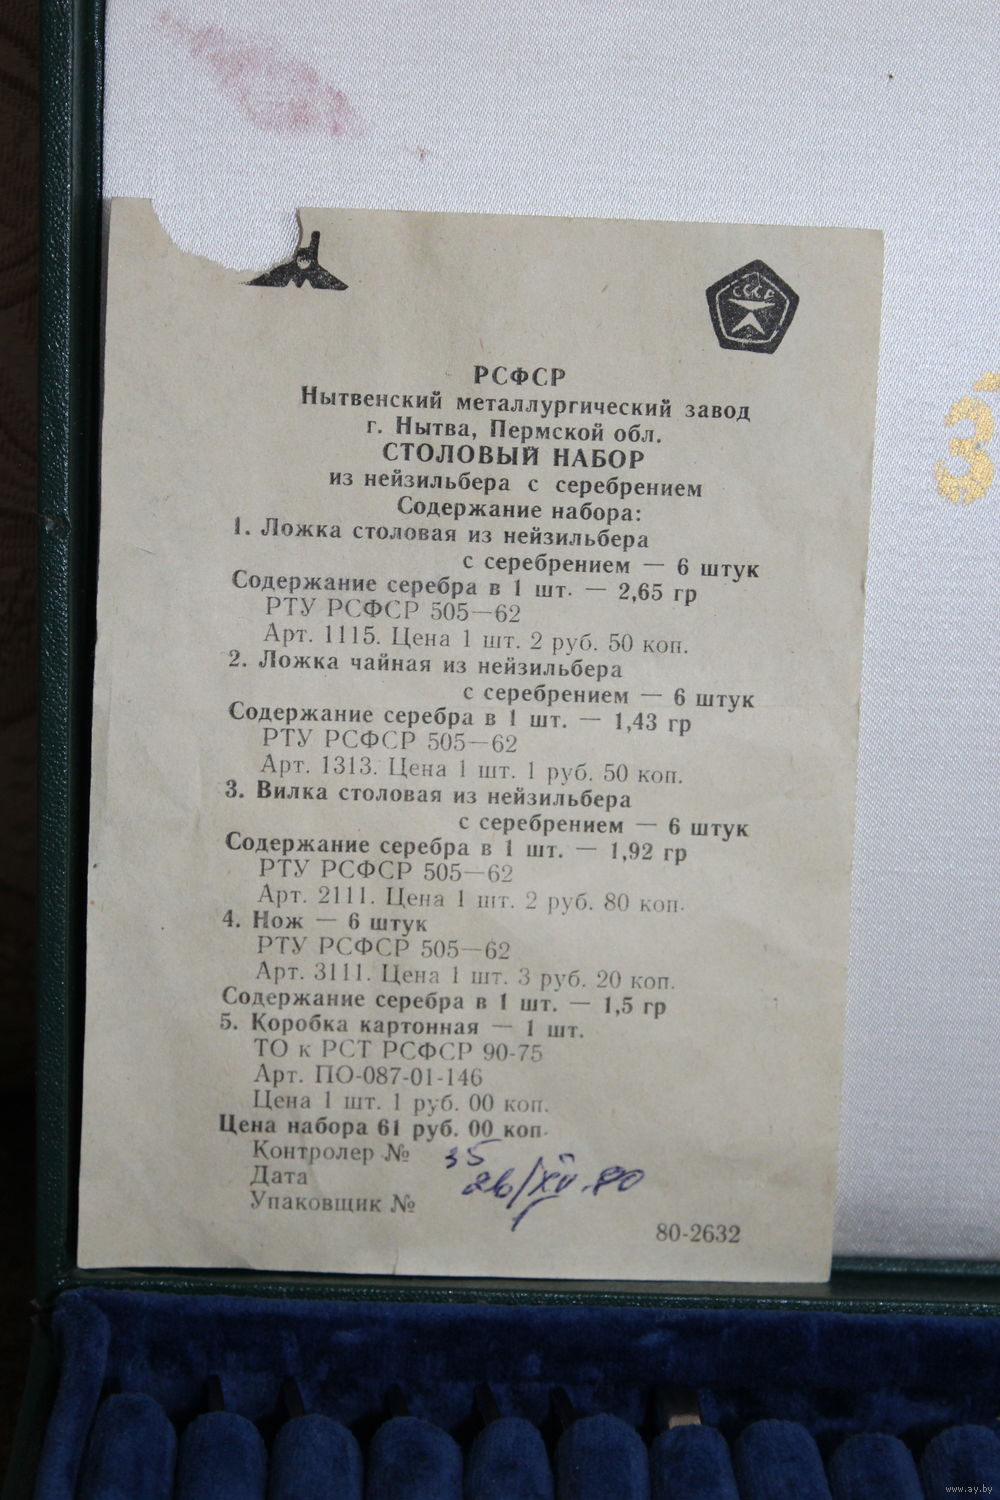 СССР
РСФСР
Нытвенский металлургический завод
г. Нытва, Пермской обл.
СТОЛОВЫЙ НАБОР
из нейзильбера с серебрением
Содержание набора:
1. Ложка столовая из нейзильбера
с серебрением — 6 штук
Содержание серебра в 1 шт. — 2,65 гр
РТУ РСФСР 505—62
Арт. 1115. Цена 1 шт. 2 руб. 50 коп.
2. Ложка чайная из нейзильбера
с серебрением — 6 штук
Содержание серебра в 1 шт. — 1,43 гр
РТУ РСФСР 505—62
Арт. 1313. Цена 1 шт. 1 руб. 50 коп.
3. Вилка столовая из нейзильбера
с серебрением — 6 штук
Содержание серебра в 1 шт. — 1,92 гр
РТУ РСФСР 505—62
Арт. 2111. Цена 1 шт. 2 руб. 80 коп.
4. Нож — 6 штук
РТУ РСФСР 505—62
Арт. 3111. Цена 1 шт. 3 руб. 20 коп.
Содержание серебра в 1 шт. — 1,5 гр
5. Коробка картонная — 1 шт.
ТО к РСТ РСФСР 90-75
Арт. ПО-087-01-146
Цена 1 шт. 1 руб. 00 коп.
Цена набора 61 руб. 00 коп.
Контролер № 35
Дата
Упаковщик №
80-2632
З
www.ay.by